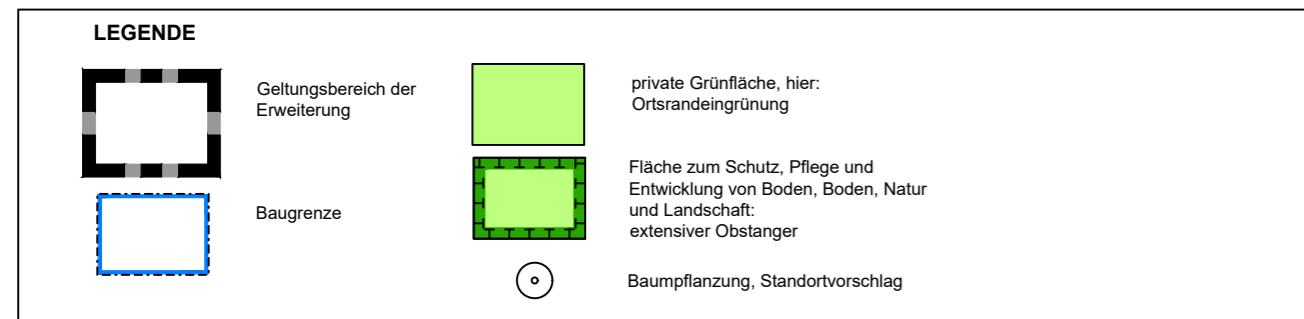 LEGENDE
Geltungsbereich der
Erweiterung
Baugrenze
private Grünfläche, hier:
Ortsrandeingrünung
Fläche zum Schutz, Pflege und
Entwicklung von Boden, Boden, Natur
und Landschaft:
extensiver Obstanger
Baumpflanzung, Standortvorschlag